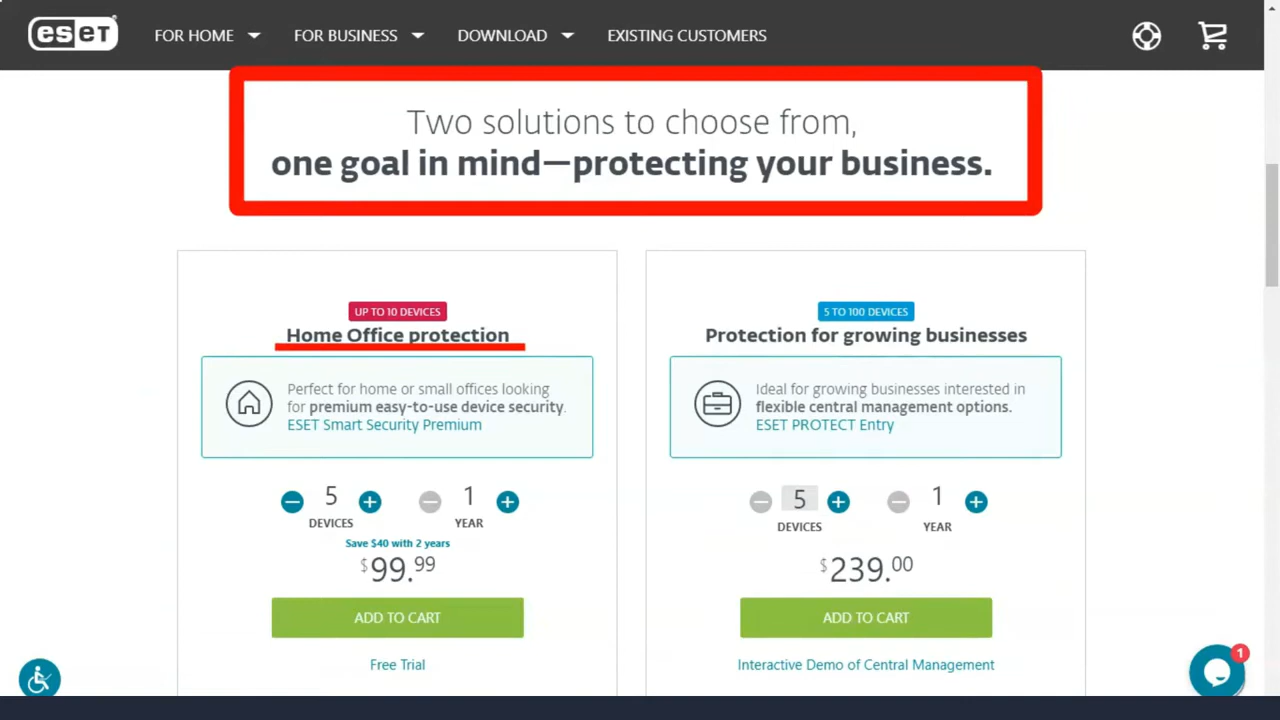 eseT
FOR HOME
FOR BUSINESS
DOWNLOAD
EXISTING CUSTOMERS
Two solutions to choose from,
one goal in mind—protecting your business.
UP TO 10 DEVICES
Home Office protection
Perfect for home or small offices looking
for premium easy-to-use device security.
ESET Smart Security Premium
5
DEVICES
1
YEAR
Save $40 with 2 years
$99.99
ADD TO CART
Free Trial
5 TO 100 DEVICES
Protection for growing businesses
Ideal for growing businesses interested in
flexible central management options.
ESET PROTECT Entry
5
DEVICES
1
YEAR
$239.00
ADD TO CART
Interactive Demo of Central Management
1